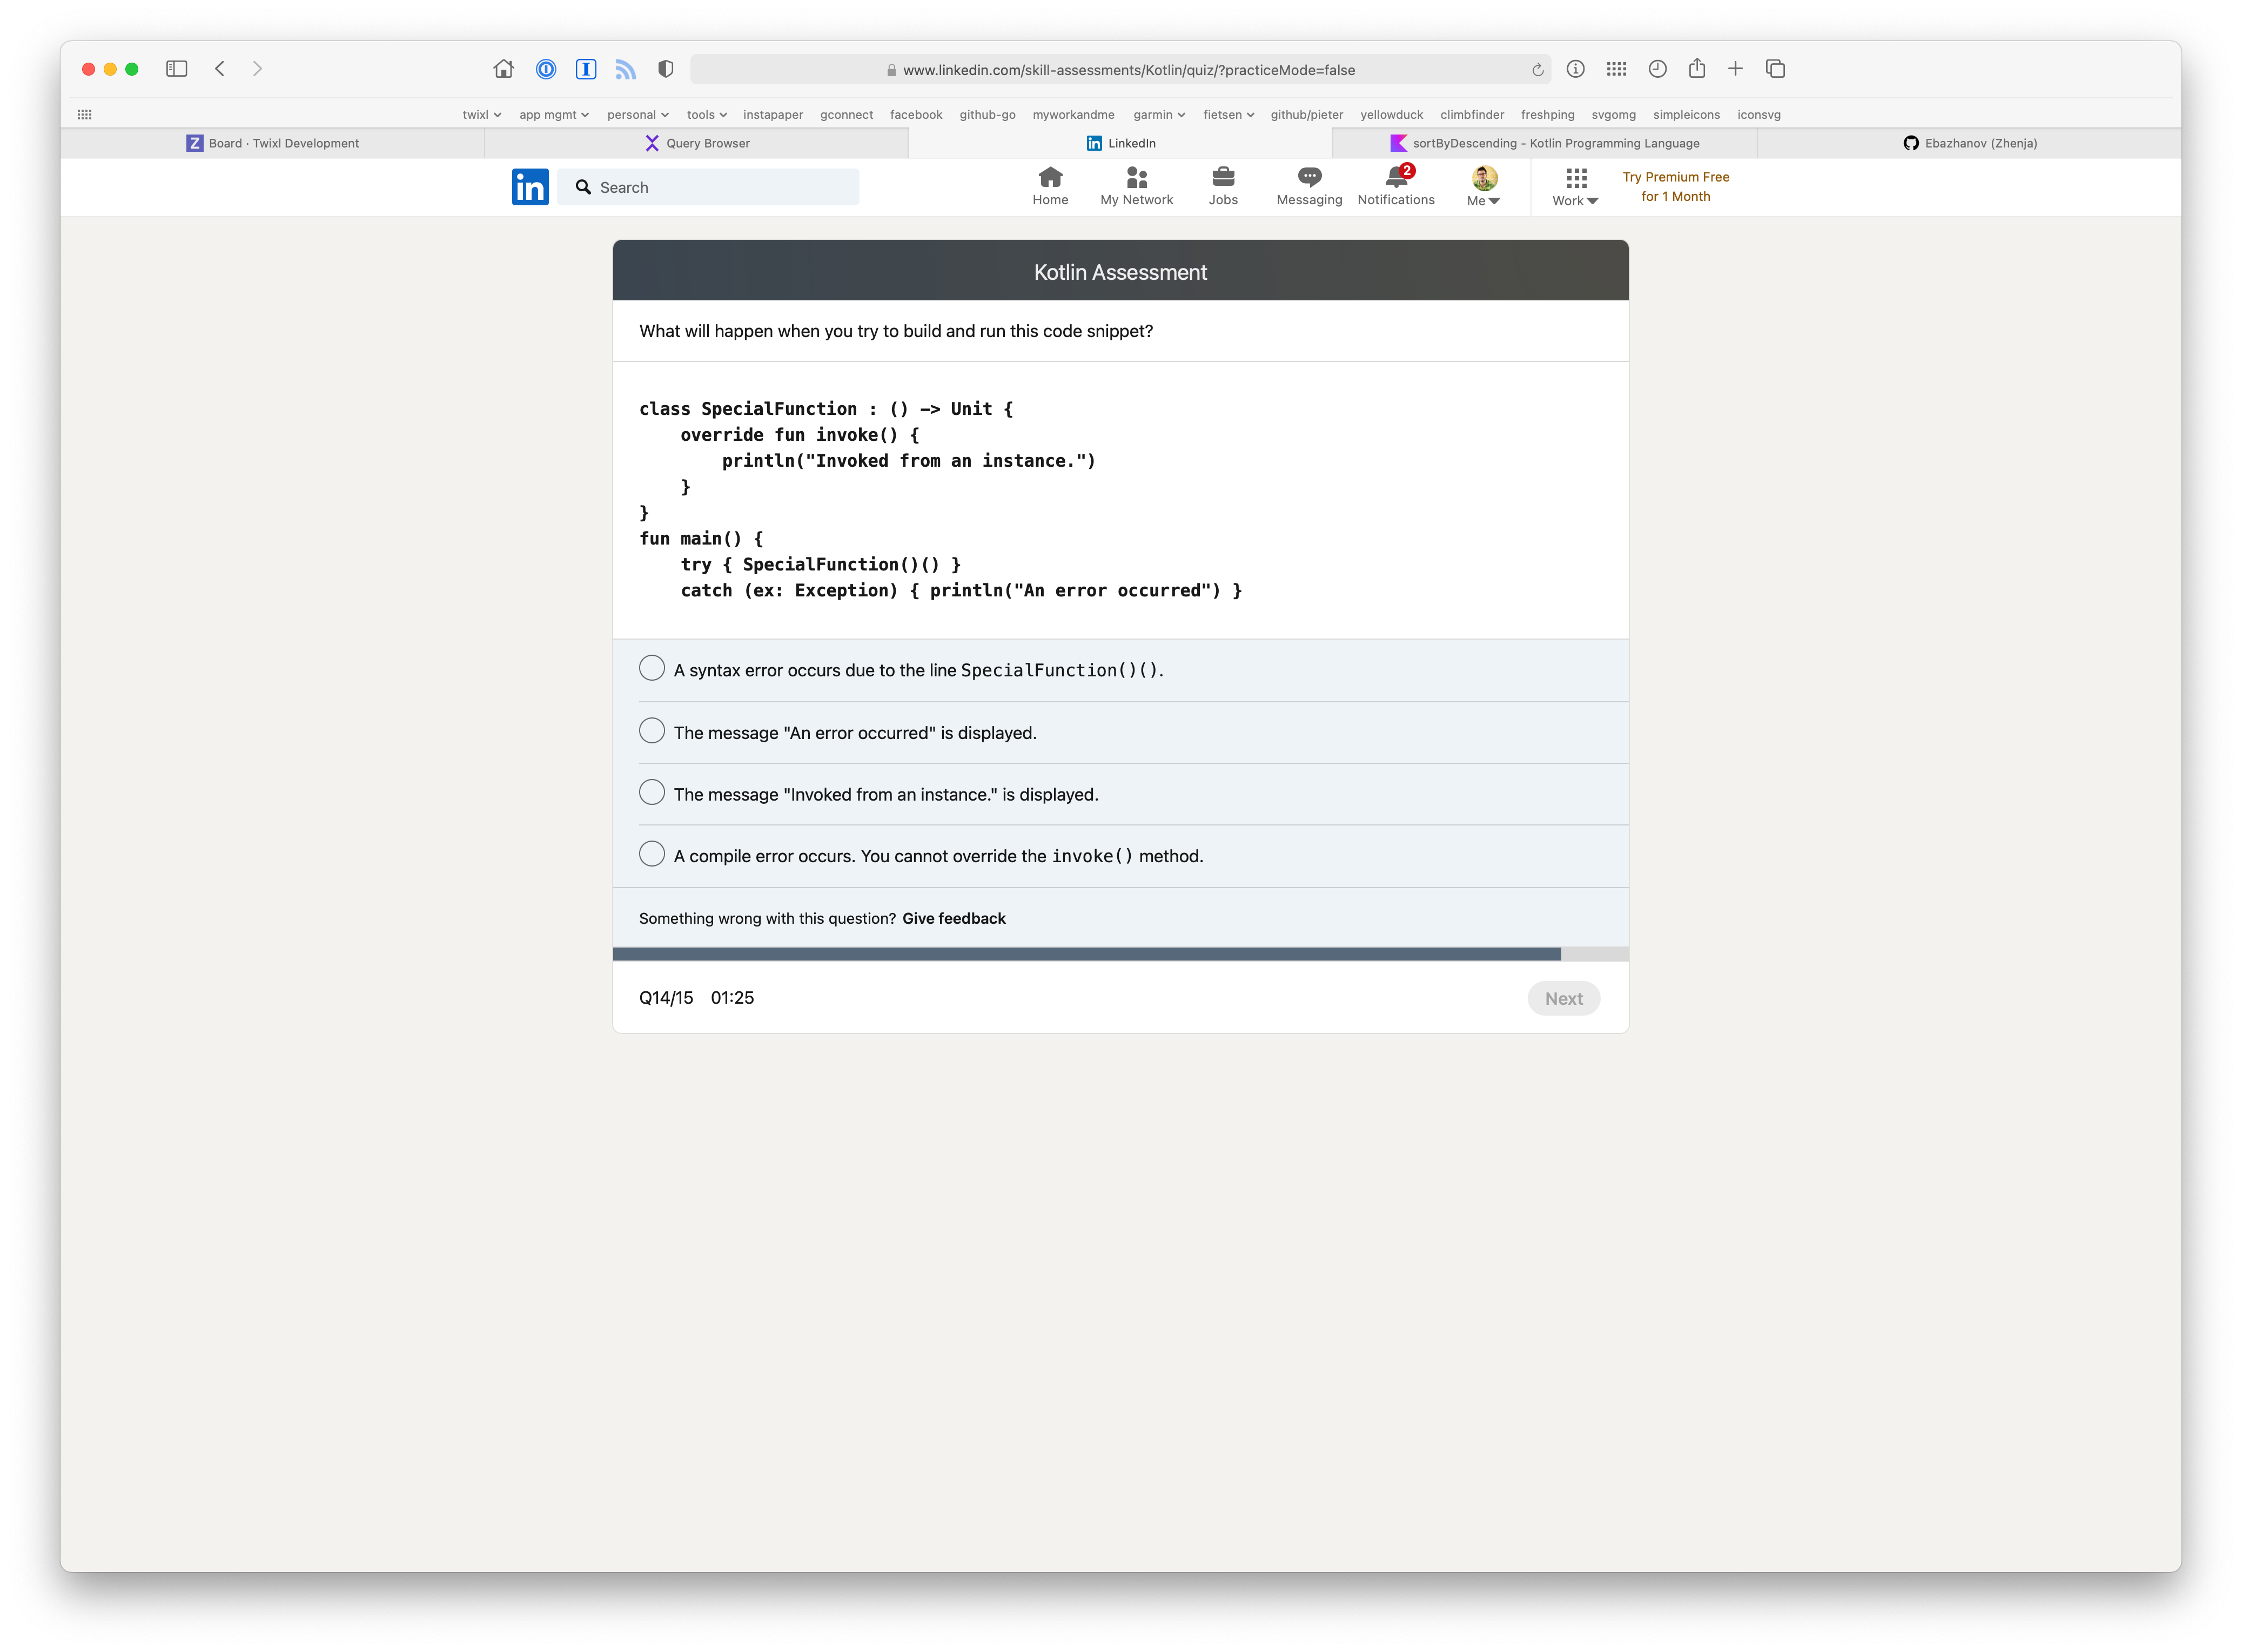 www.linkedin.com/skill-assessments/Kotlin/quiz/?practiceMode=false
twixl app mgmt personal tools instapaper gconnect facebook github-go myworkandme garmin fietsen github/pieter yellowduck climbfinder freshping svgomg simpleicons iconsvg
Z Board · Twixl Development Query Browser in LinkedIn sortByDescending - Kotlin Programming Language Ebazhanov (Zhenja)
in Search Home My Network Jobs Messaging 2 Notifications Me Work Try Premium Free
for 1 Month
Kotlin Assessment
What will happen when you try to build and run this code snippet?
class SpecialFunction : () -> Unit {
    override fun invoke() {
        println("Invoked from an instance.")
    }
}
fun main() {
    try { SpecialFunction()() }
    catch (ex: Exception) { println("An error occurred") }
A syntax error occurs due to the line SpecialFunction()().
The message "An error occurred" is displayed.
The message "Invoked from an instance." is displayed.
A compile error occurs. You cannot override the invoke() method.
Something wrong with this question? Give feedback
Q14/15 01:25 Next